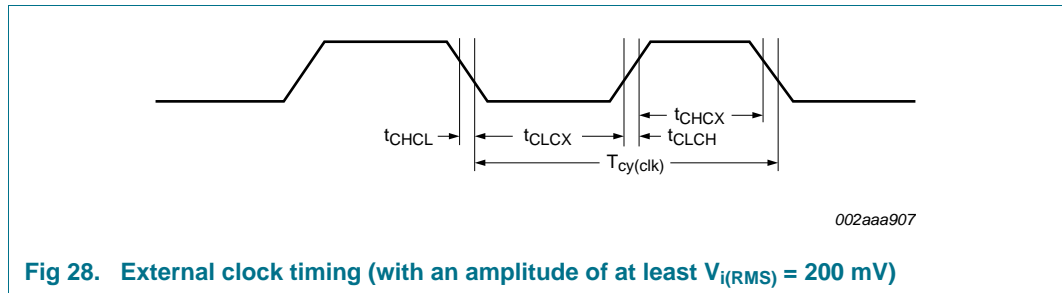 tCHCX
tCHCL tCLCX tCLCH
Tcy(clk)
002aaa907
Fig 28. External clock timing (with an amplitude of at least Vi(RMS) = 200 mV)